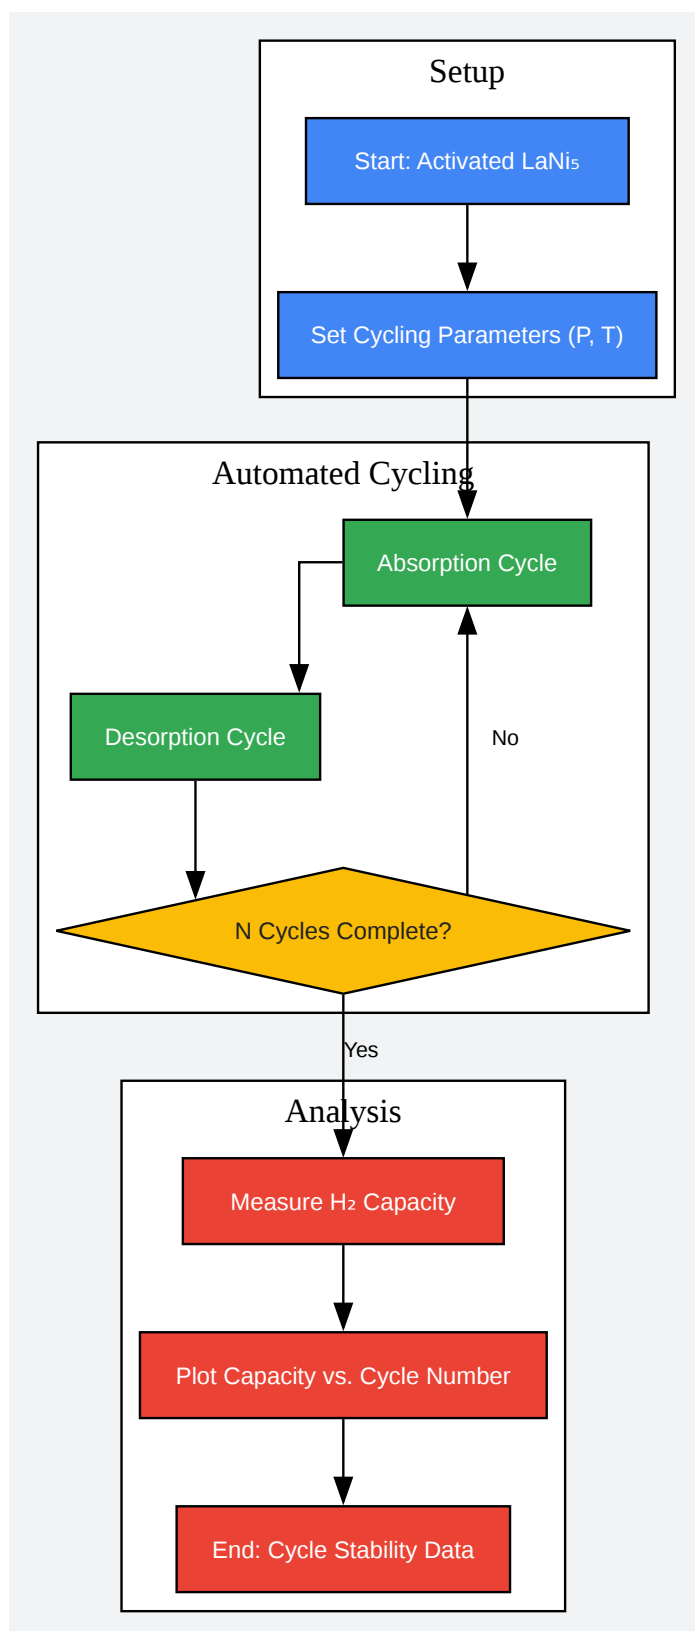 Setup
Start: Activated LaNi₅
Set Cycling Parameters (P, T)
Automated Cycling
Absorption Cycle
Desorption Cycle
No
N Cycles Complete?
Yes
Analysis
Measure H₂ Capacity
Plot Capacity vs. Cycle Number
End: Cycle Stability Data